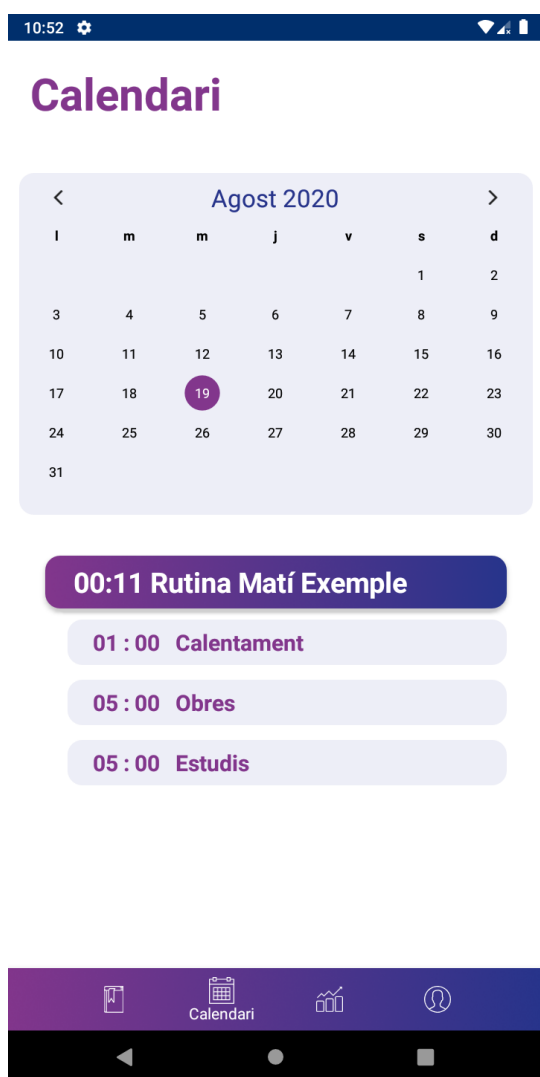 10:52
Calendari
Agost 2020
l m m j v s d
1 2
3 4 5 6 7 8 9
10 11 12 13 14 15 16
17 18 19 20 21 22 23
24 25 26 27 28 29 30
31
00:11 Rutina Matí Exemple
01 : 00 Calentament
05 : 00 Obres
05 : 00 Estudis
Calendari